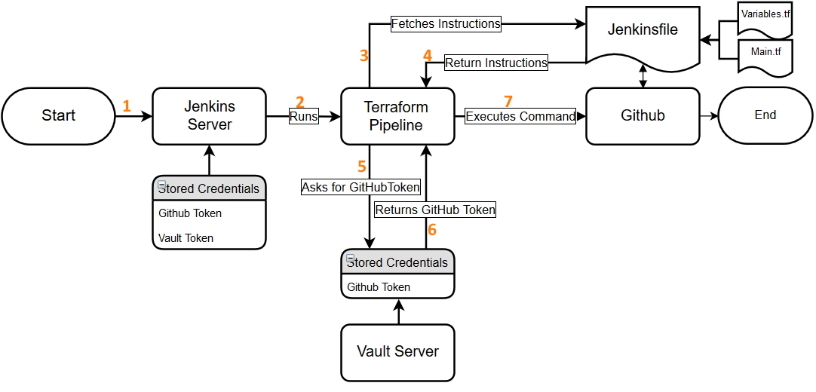 Variables.tf
Fetches Instructions
Jenkinsfile
3
4
Main.tf
Return Instructions
1
2
7
Start
Jenkins
Server
Runs
Terraform
Pipeline
Executes Command
Github
End
5
Stored Credentials
Asks for GitHubToken
Github Token
Returns GitHub Token
Vault Token
6
Stored Credentials
Github Token
Vault Server